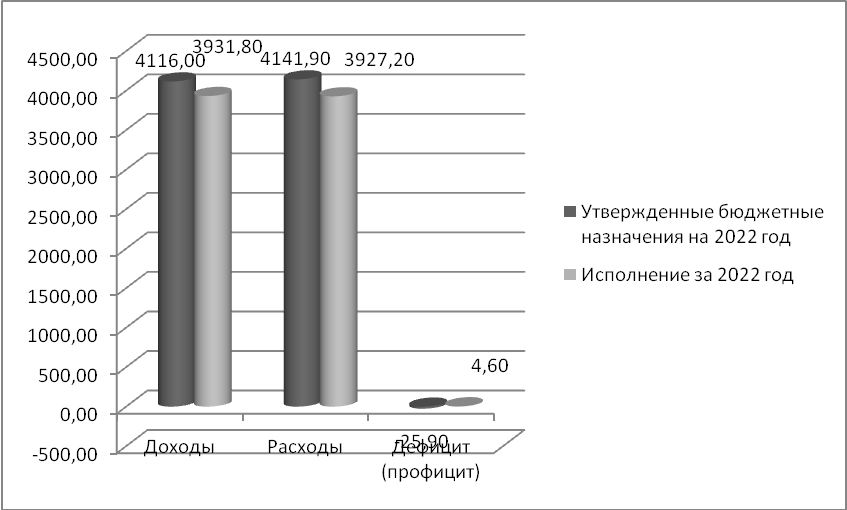 4500,00
4000,00
3500,00
3000,00
2500,00
2000,00
1500,00
1000,00
500,00
0,00
-500,00
4116,00
3931,80
4141,90
3927,20
-25,90
4,60
Доходы
Расходы
Дефицит
(профицит)
Утвержденные бюджетные
назначения на 2022 год
Исполнение за 2022 год